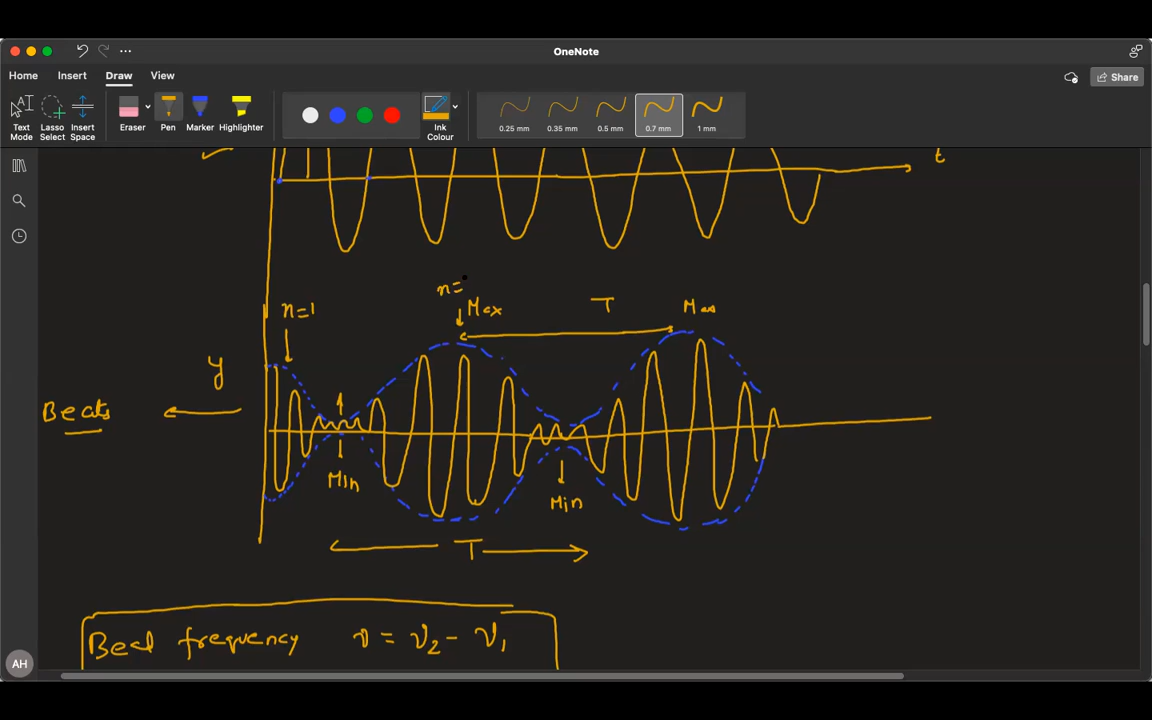 OneNote
Home Insert Draw View
Share
Text Mode
Lasso Select
Insert Space
Eraser
Pen
Marker
Highlighter
Ink Colour
0.25 mm
0.35 mm
0.5 mm
0.7 mm
1 mm
t
n=
n=1
Max
T
Max
y
Beats
Min
Min
T
Beat frequency ν = ν2 - ν1
AH